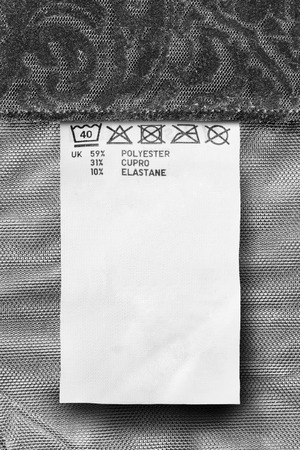 40
UK 59% POLYESTER
31% CUPRO
10% ELASTANE